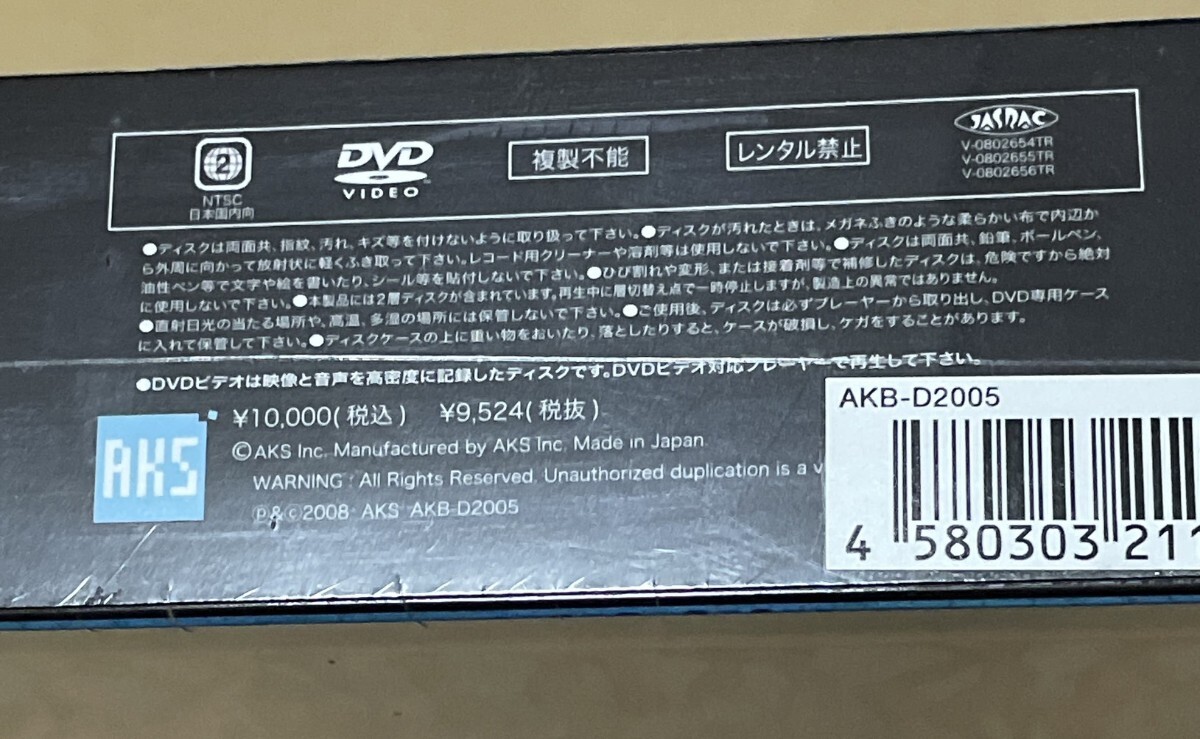 2
NTSC
日本国内向
DVD
VIDEO
複製不能
レンタル禁止
JASRAC
V-0802654TR
V-0802655TR
V-0802656TR
●ディスクは両面共、指紋、汚れ、キズ等を付けないように取り扱って下さい。●ディスクが汚れたときは、メガネふきのような柔らかい布で内辺か
ら外周に向かって放射状に軽くふき取って下さい。レコード用クリーナーや溶剤等は使用しないで下さい。●ディスクは両面共、鉛筆、ボールペン、
油性ペン等で文字や絵を書いたり、シール等を貼付しないで下さい。●ひび割れや変形、または接着剤等で補修したディスクは、危険ですから絶対
に使用しないで下さい。●本製品には2層ディスクが含まれています。再生中に層切替え点で一時停止しますが、製造上の異常ではありません。
●直射日光の当たる場所や、高温、多湿の場所には保管しないで下さい。●ご使用後、ディスクは必ずプレーヤーから取り出し、DVD専用ケース
に入れて保管して下さい。●ディスクケースの上に重い物をおいたり、落としたりすると、ケースが破損し、ケガをすることがあります。
●DVDビデオは映像と音声を高密度に記録したディスクです。DVDビデオ対応プレーヤーで再生して下さい。
AKS
¥10,000(税込) ¥9,524(税抜)
©AKS Inc. Manufactured by AKS Inc. Made in Japan.
WARNING : All Rights Reserved. Unauthorized duplication is a v
℗&©2008 AKS AKB-D2005
AKB-D2005
4 580303 211